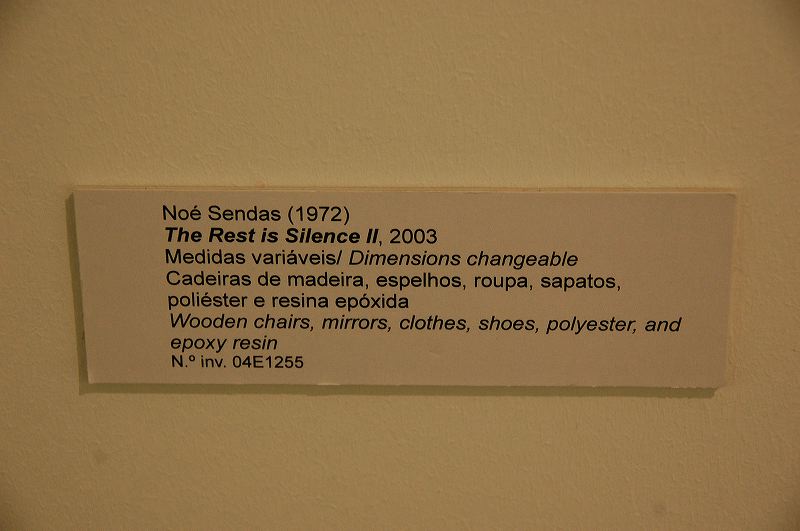 Noé Sendas (1972)
The Rest is Silence II, 2003
Medidas variáveis/ Dimensions changeable
Cadeiras de madeira, espelhos, roupa, sapatos,
poliéster e resina epóxida
Wooden chairs, mirrors, clothes, shoes, polyester, and
epoxy resin
N.º inv. 04E1255